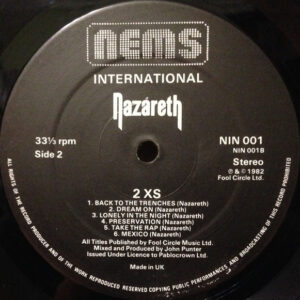 NEMS
INTERNATIONAL
Nazareth
33⅓ rpm
Side 2
NIN 001
NIN 001B
Stereo
℗ & © 1982
Fool Circle Ltd.
2 XS
1. BACK TO THE TRENCHES (Nazareth)
2. DREAM ON (Nazareth)
3. LONELY IN THE NIGHT (Nazareth)
4. PRESERVATION (Nazareth)
5. TAKE THE RAP (Nazareth)
6. MEXICO (Nazareth)
All Titles Published by Fool Circle Music Ltd.
Mixed and Produced by John Punter
Issued Under Licence to Pablocrown Ltd.
Made in UK
ALL RIGHTS OF THE RECORD PRODUCER AND OF THE WORK REPRODUCED RESERVED COPYING PUBLIC PERFORMANCES AND BROADCASTING OF THIS RECORD PROHIBITED